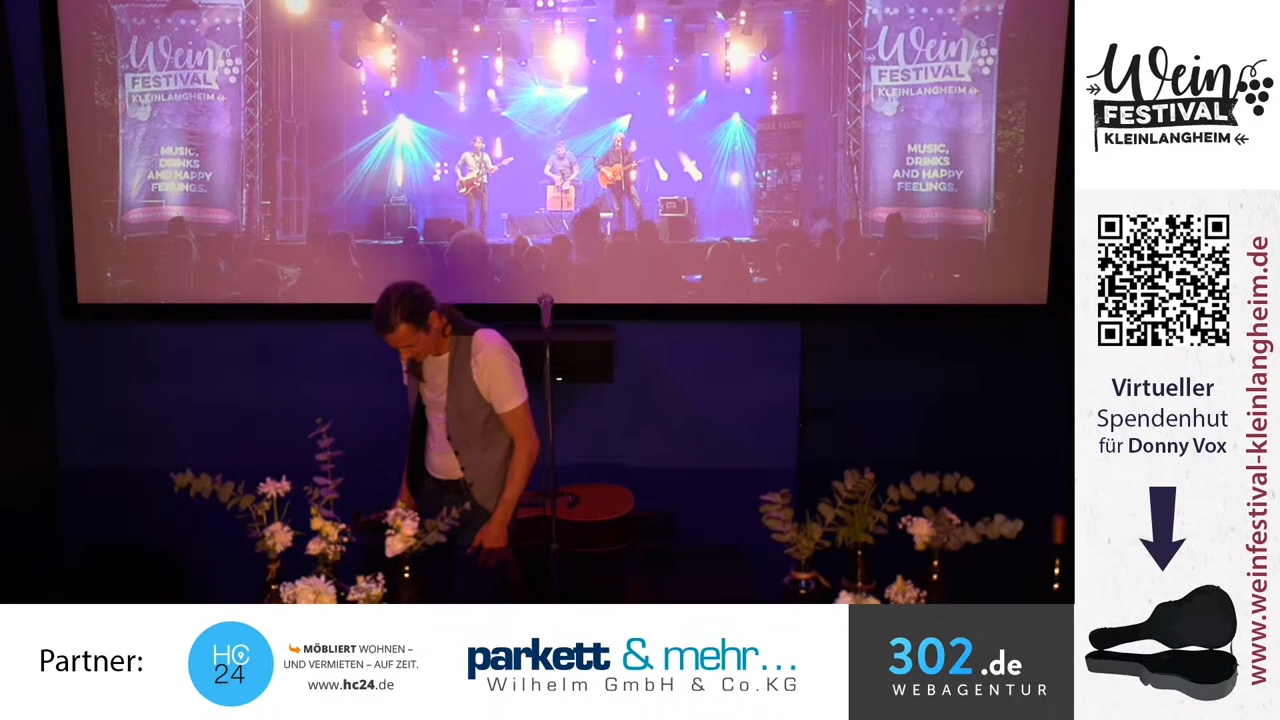 Wein
FESTIVAL
KLEINLANGHEIM
MUSIC,
DRINKS
AND HAPPY
FEELINGS.
Wein
FESTIVAL
KLEINLANGHEIM
MUSIC,
DRINKS
AND HAPPY
FEELINGS.
Wein
FESTIVAL
KLEINLANGHEIM
Virtueller
Spendenhut
für Donny Vox
www.weinfestival-kleinlangheim.de
Partner:
HC
24
MÖBLIERT WOHNEN –
UND VERMIETEN – AUF ZEIT.
www.hc24.de
parkett & mehr...
Wilhelm GmbH & Co.KG
302.de
WEBAGENTUR